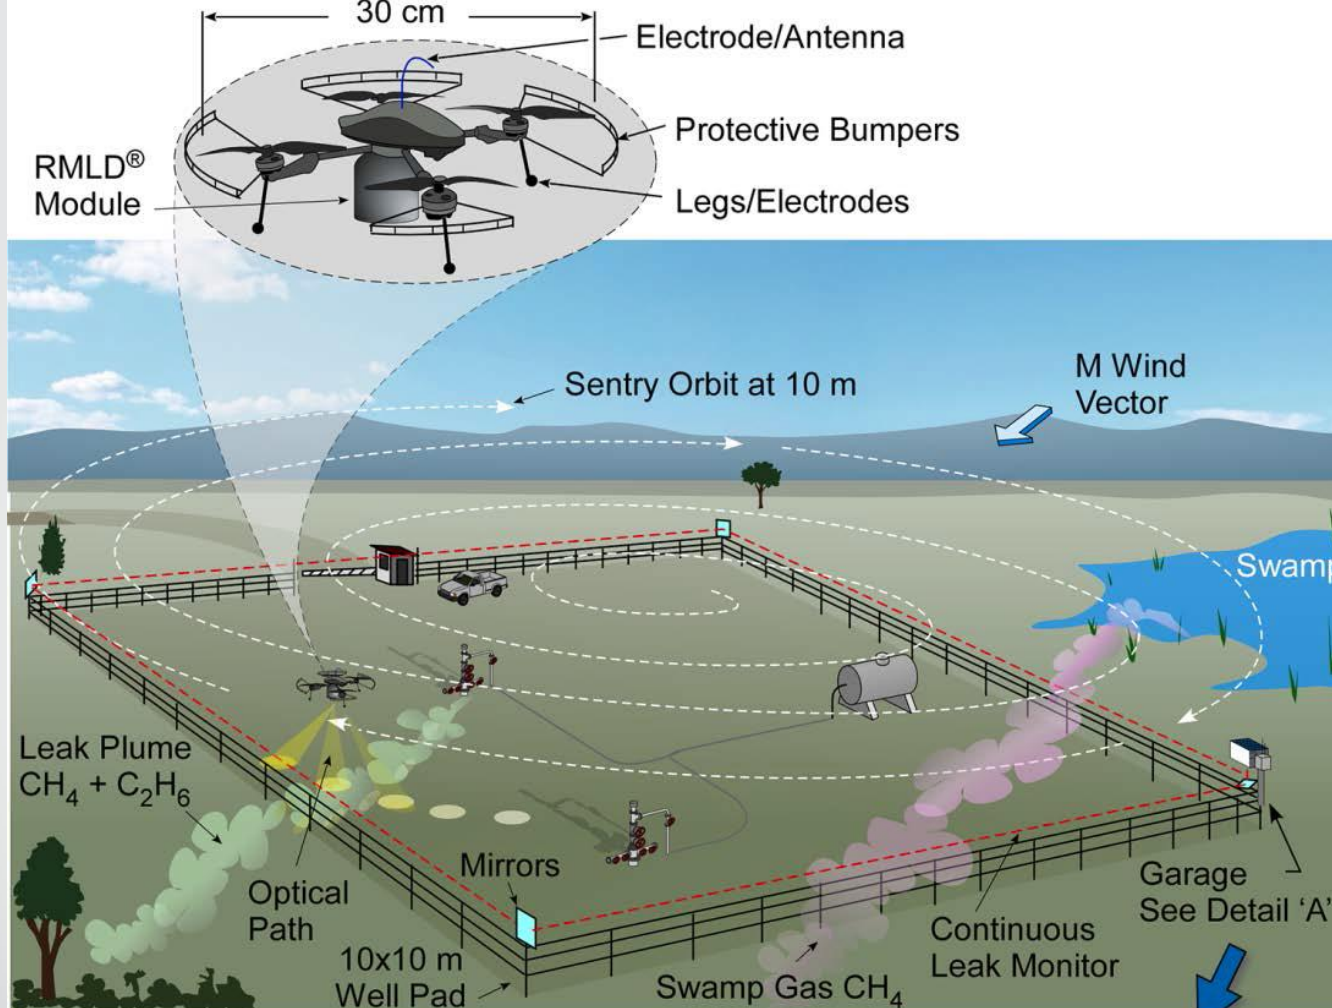 30 cm
Electrode/Antenna
Protective Bumpers
RMLD®
Module
Legs/Electrodes
Sentry Orbit at 10 m
M Wind
Vector
Swamp
Leak Plume
CH₄ + C₂H₆
Optical
Path
Mirrors
10x10 m
Well Pad
Swamp Gas CH₄
Continuous
Leak Monitor
Garage
See Detail ‘A’